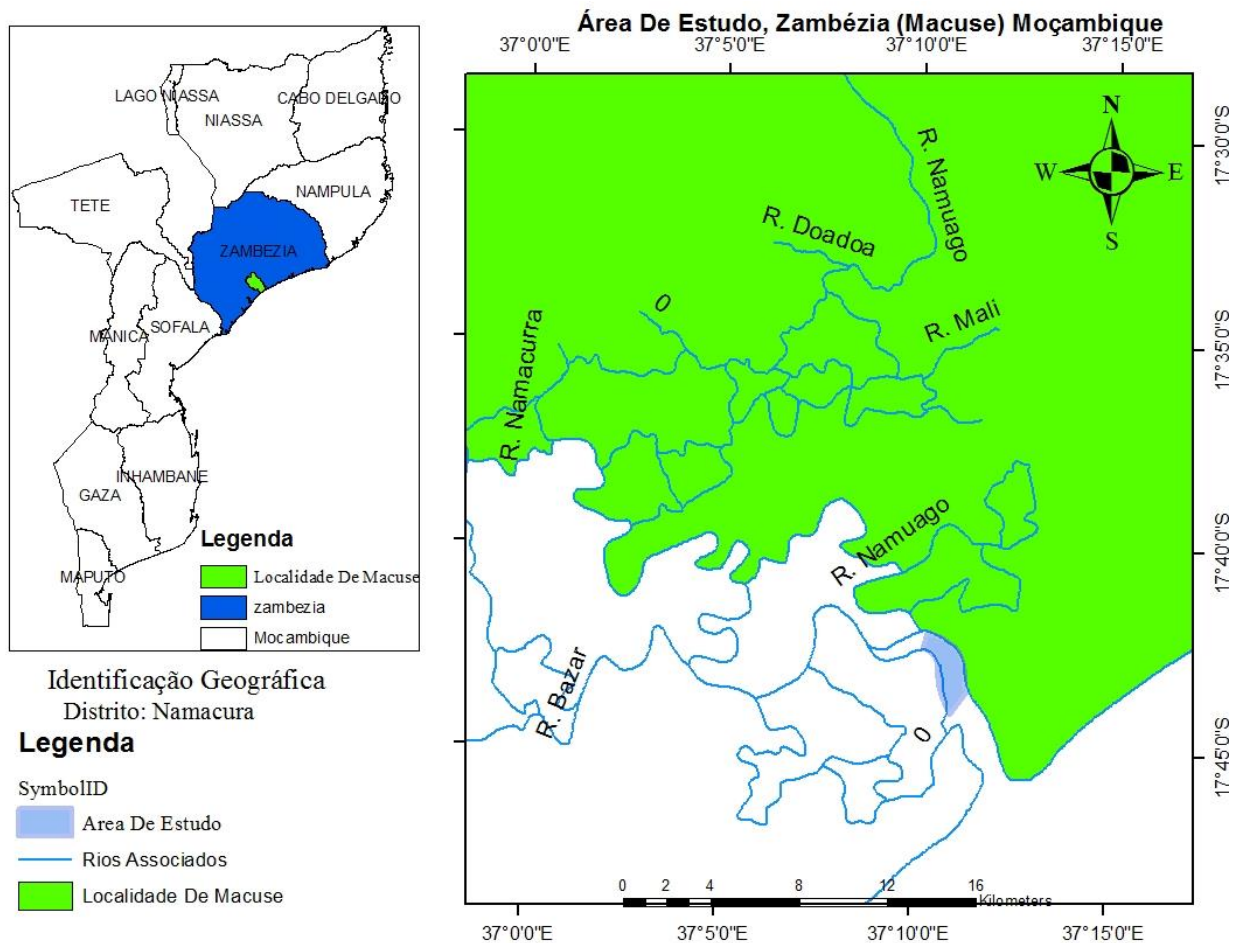 Área De Estudo, Zambézia (Macuse) Moçambique
37°0'0"E 37°5'0"E 37°10'0"E 37°15'0"E
LAGO NIASSA
CABO DELGADO
NIASSA
TETE
NAMPULA
ZAMBEZIA
MANICA
SOFALA
INHAMBANE
GAZA
MAPUTO
Legenda
Localidade De Macuse
zambezia
Mocambique
Identificação Geográfica
Distrito: Namacura
Legenda
SymbolID
Area De Estudo
Rios Associados
Localidade De Macuse
N
W E
S
R. Namuago
R. Doadoa
0
R. Mali
R. Namacurra
R. Namuago
R. Bazar
0
17°30'0"S
17°35'0"S
17°40'0"S
17°45'0"S
0 2 4 8 12 16
Kilometers
37°0'0"E 37°5'0"E 37°10'0"E 37°15'0"E